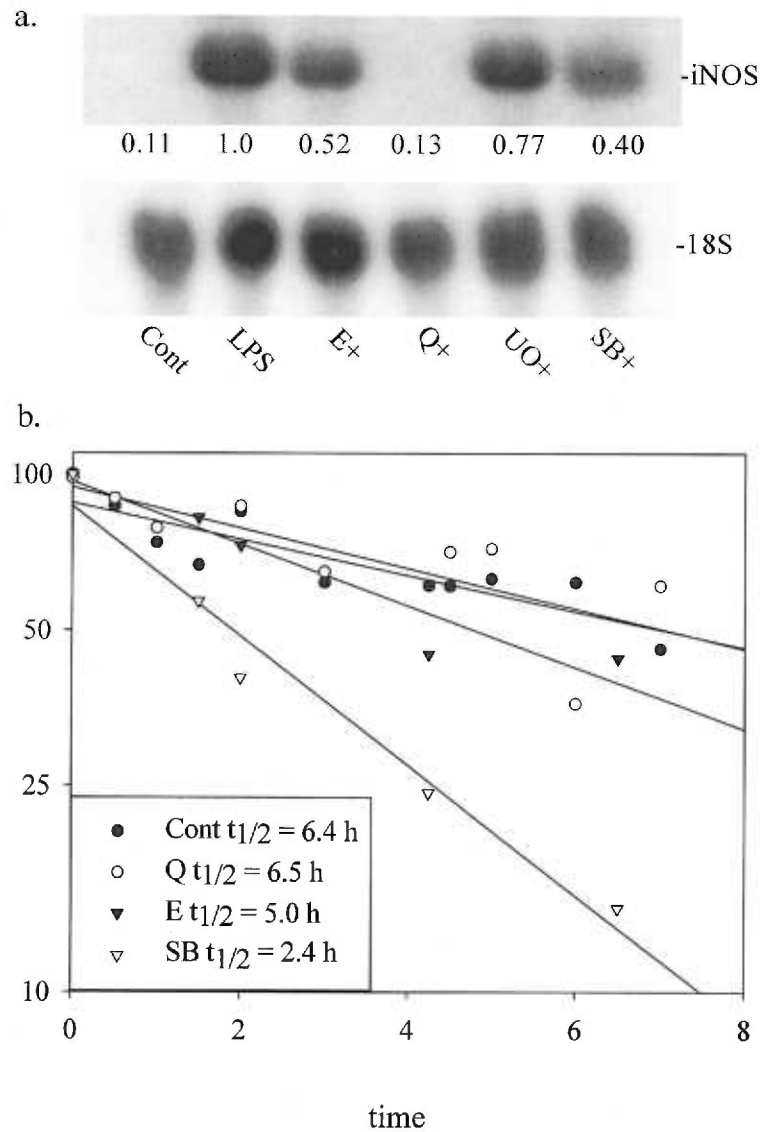 a.
-iNOS
0.11 1.0 0.52 0.13 0.77 0.40
-18S
Cont LPS E+ Q+ UO+ SB+
b.
100
50
25
10
Cont t1/2 = 6.4 h
Q t1/2 = 6.5 h
E t1/2 = 5.0 h
SB t1/2 = 2.4 h
0 2 4 6 8
time